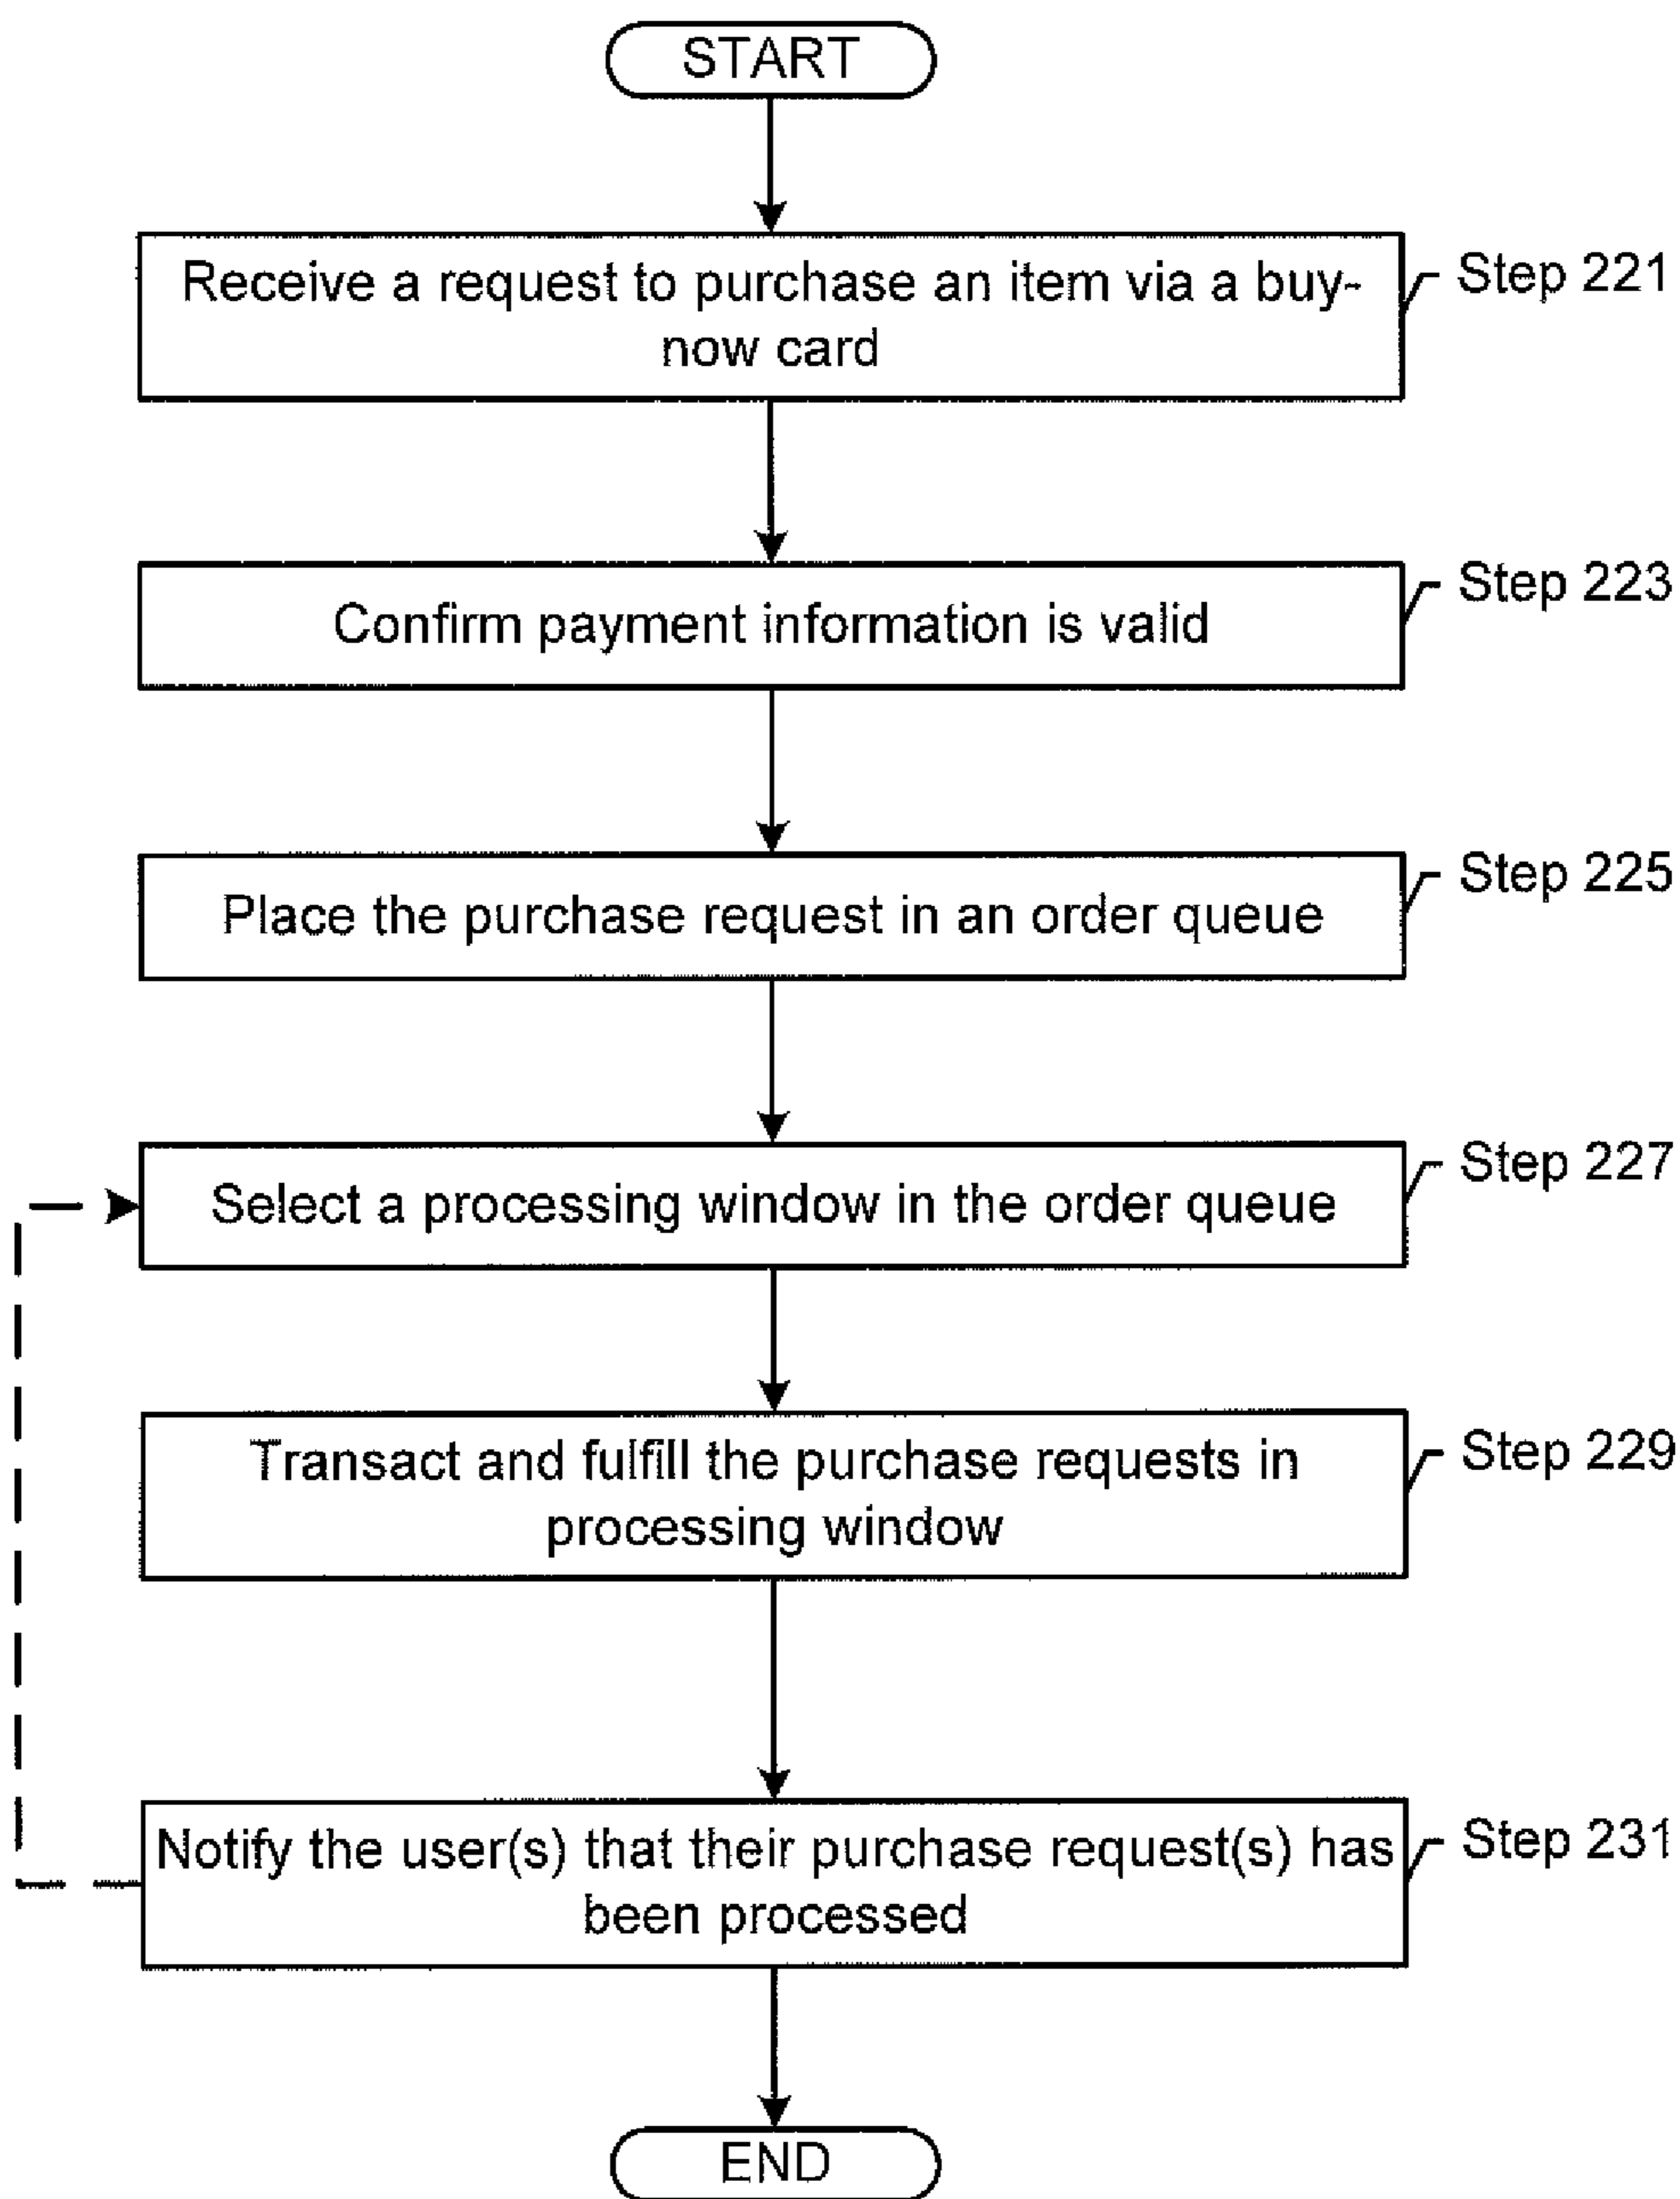 START
Receive a request to purchase an item via a buy-
now card
Step 221
Confirm payment information is valid
Step 223
Place the purchase request in an order queue
Step 225
Select a processing window in the order queue
Step 227
Transact and fulfill the purchase requests in
processing window
Step 229
Notify the user(s) that their purchase request(s) has
been processed
Step 231
END